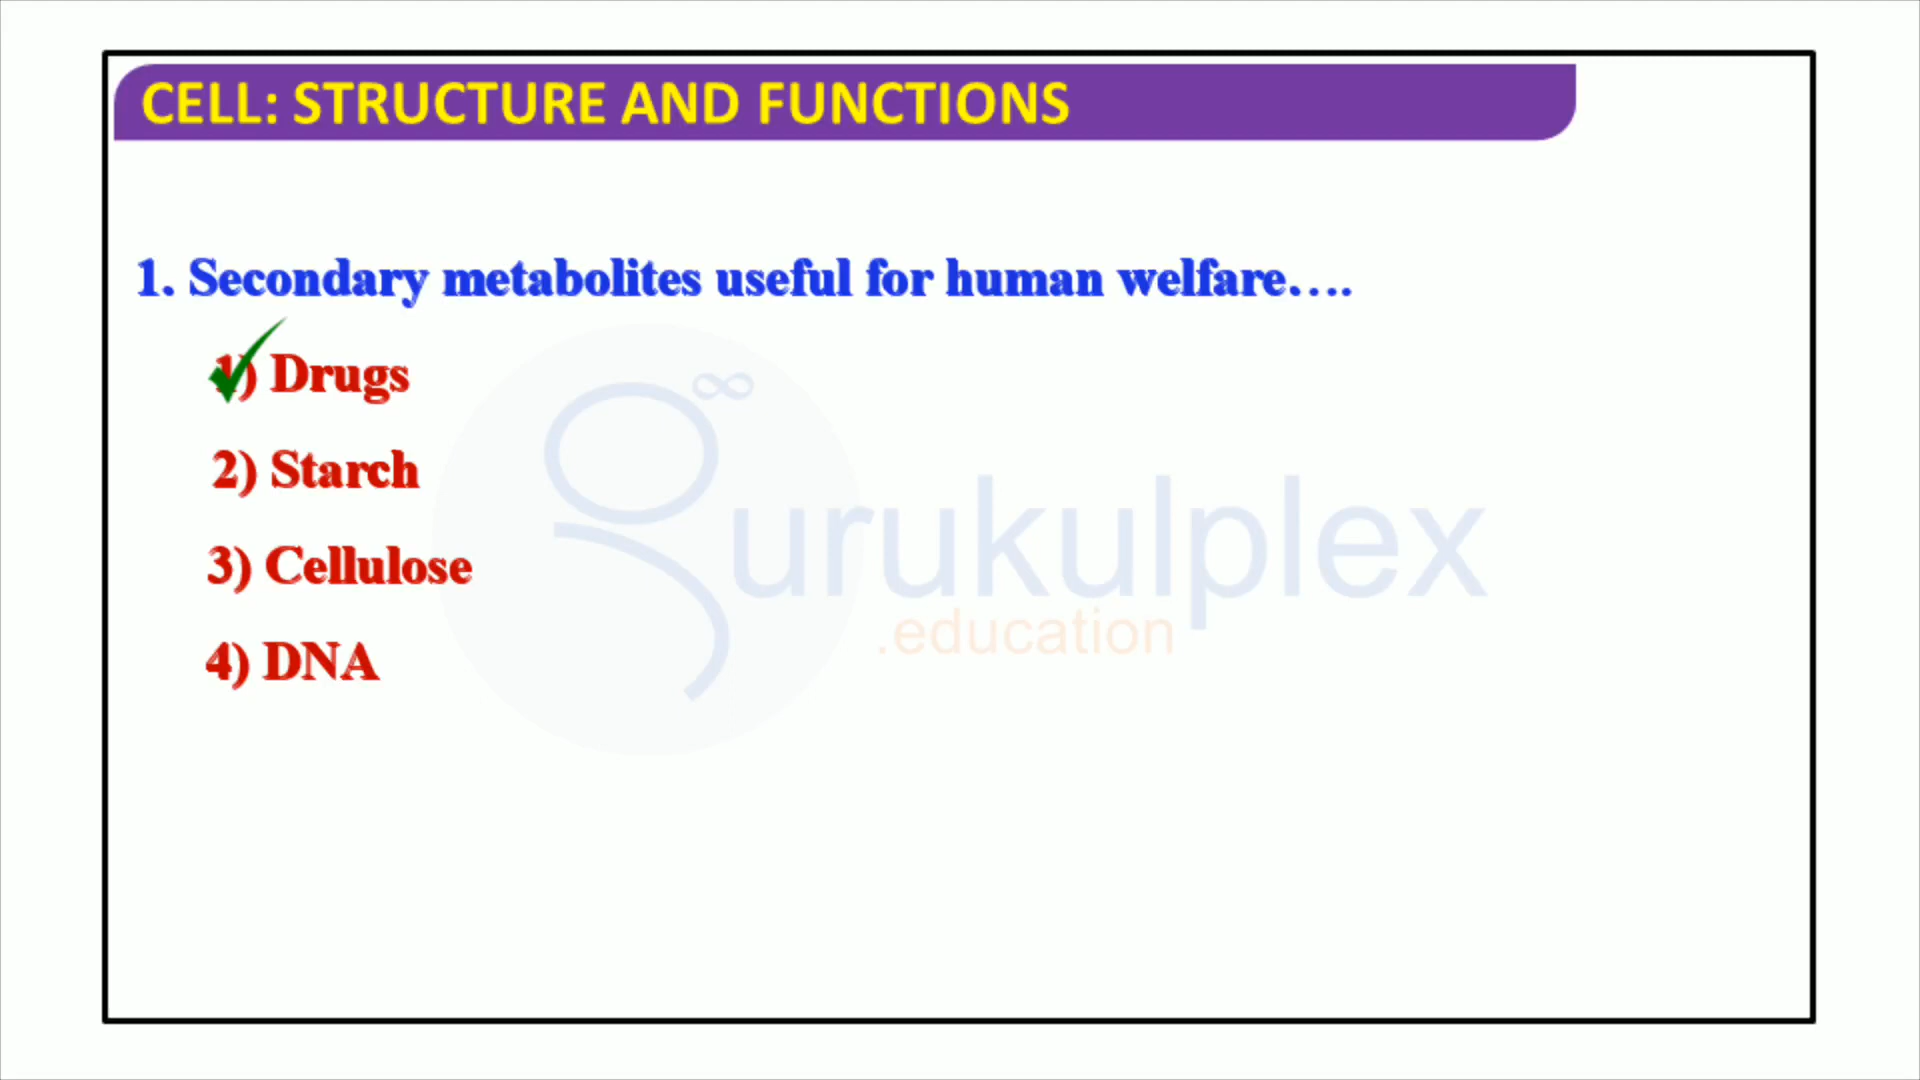 CELL: STRUCTURE AND FUNCTIONS
1. Secondary metabolites useful for human welfare....
1) Drugs
2) Starch
3) Cellulose
4) DNA
gurukulplex
.education